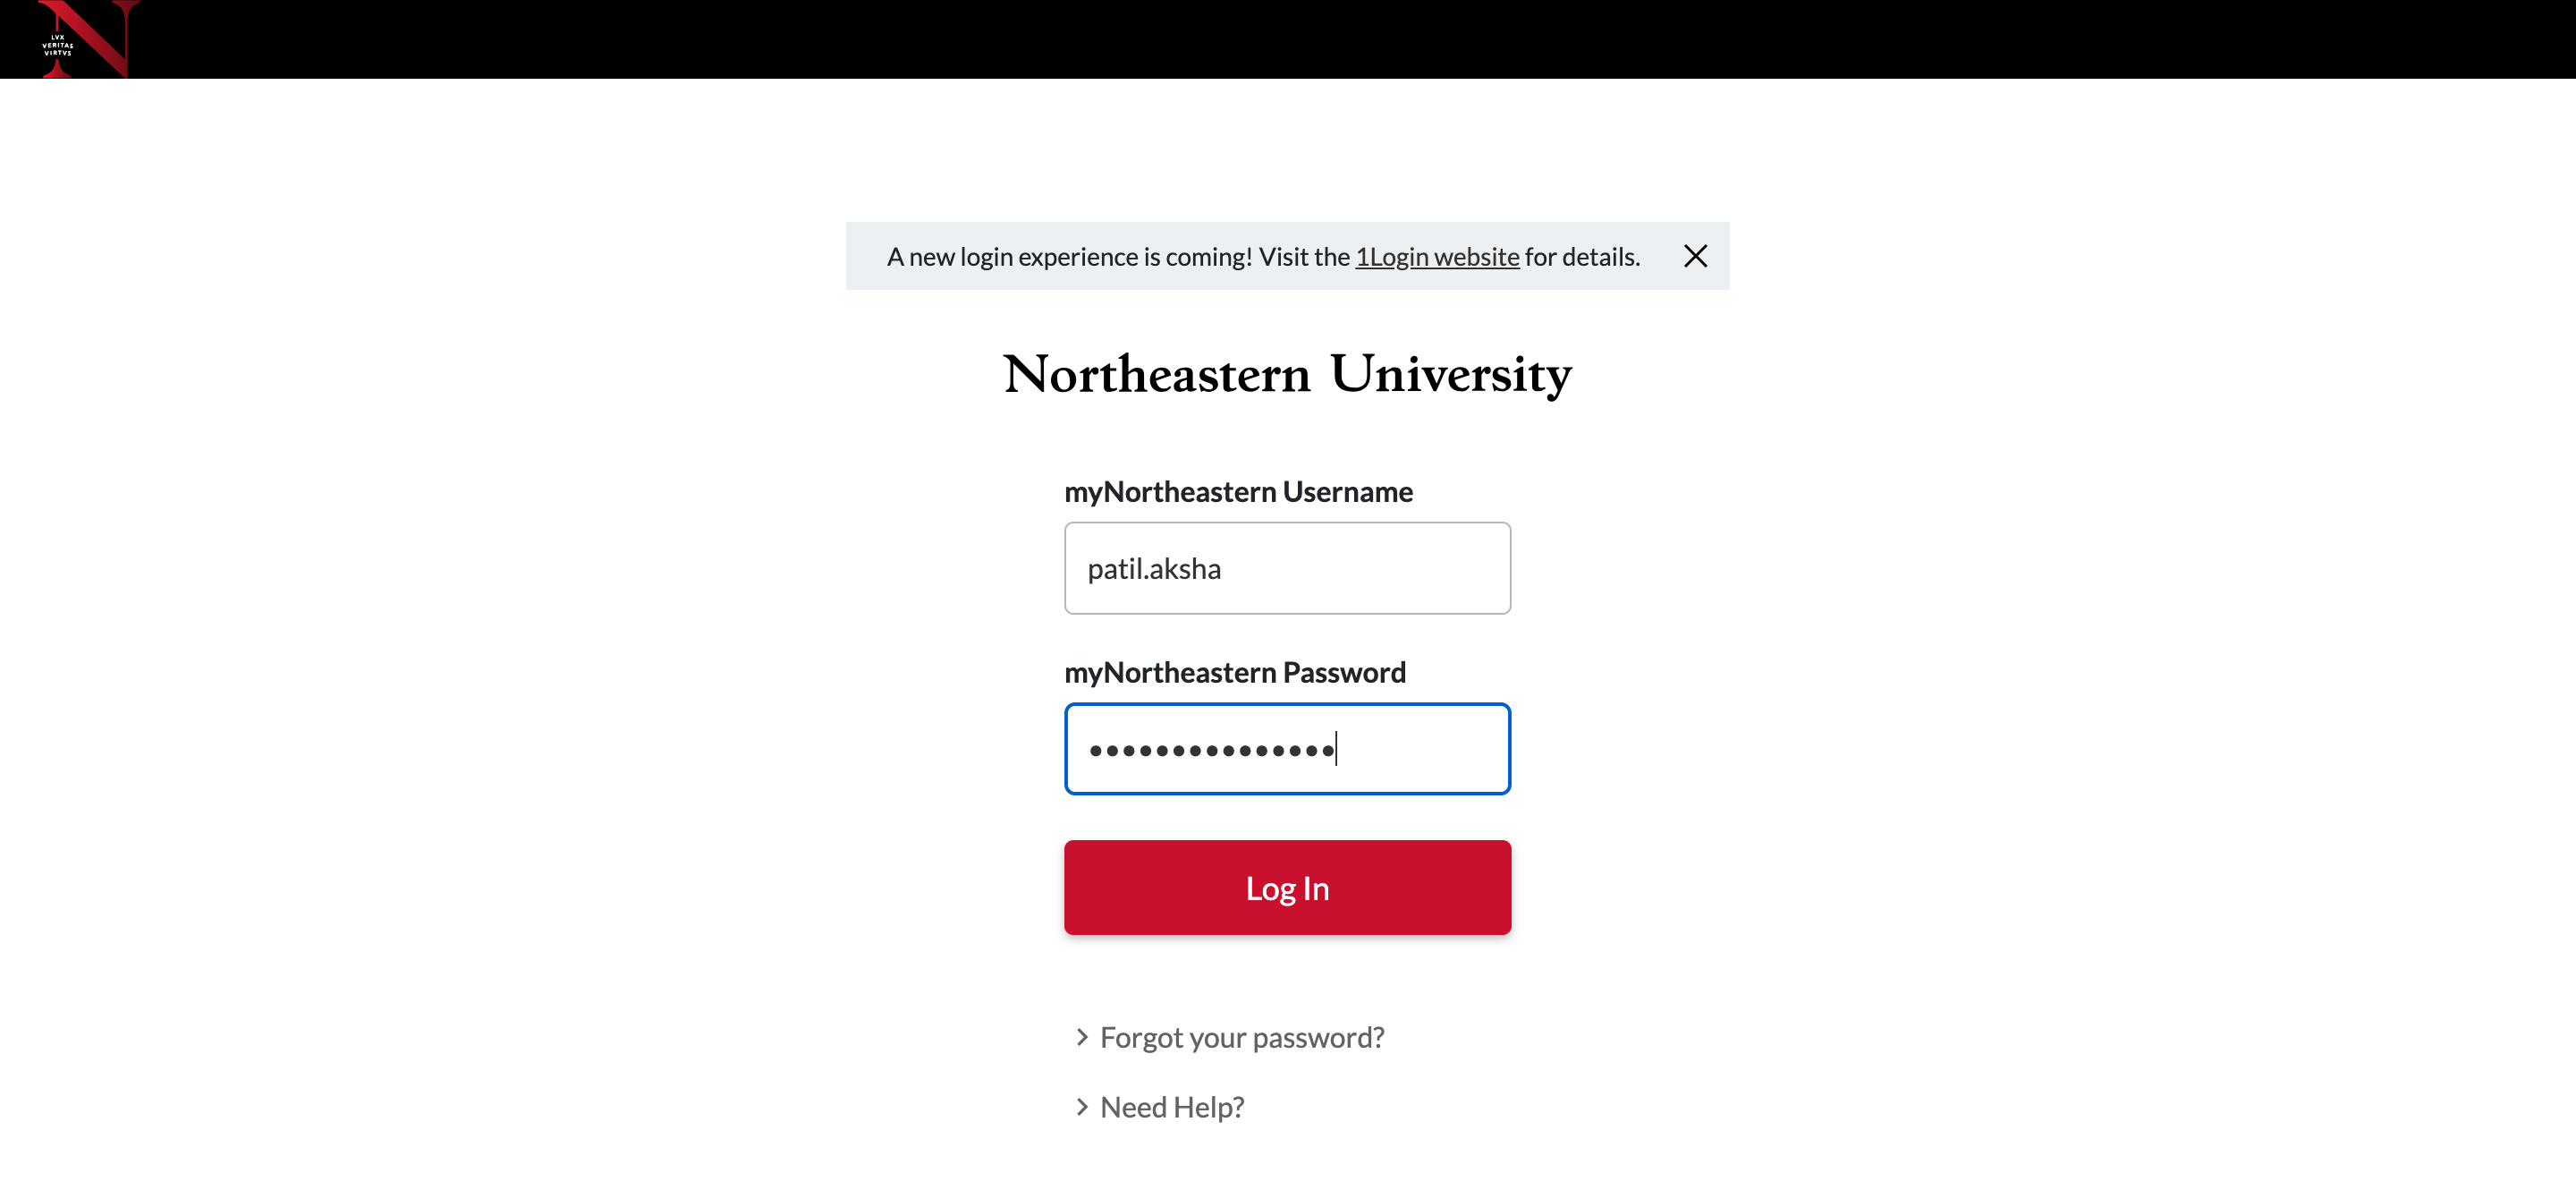 LVX
VERITAS
VIRTVS
A new login experience is coming! Visit the 1Login website for details.
Northeastern University
myNortheastern Username
patil.aksha
myNortheastern Password
•••••••••••••••
Log In
Forgot your password?
Need Help?